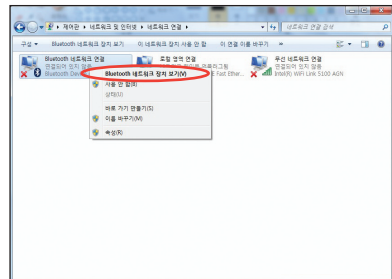 « 제어판 ▸ 네트워크 및 인터넷 ▸ 네트워크 연결 ▸
네트워크 연결 검색
구성 ▾ Bluetooth 네트워크 장치 보기 이 네트워크 장치 사용 안 함 이 연결 이름 바꾸기 »
Bluetooth 네트워크 연결
연결되어 있지 않음
Bluetooth Dev
로컬 영역 연결
E Fast Ether...
무선 네트워크 연결
연결되어 있지 않음
Intel(R) WiFi Link 5100 AGN
Bluetooth 네트워크 장치 보기(V)
사용 안 함(B)
상태(U)
바로 가기 만들기(S)
이름 바꾸기(M)
속성(R)